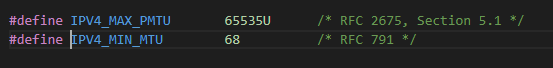 #define IPV4_MAX_PMTU 65535U /* RFC 2675, Section 5.1 */
#define IPV4_MIN_MTU 68 /* RFC 791 */